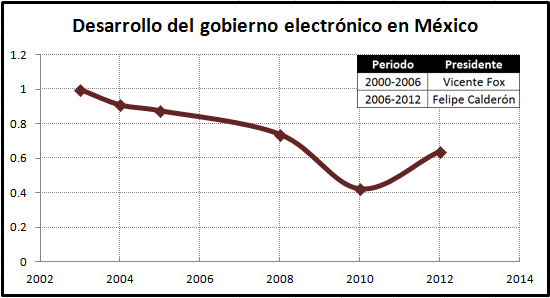 Desarrollo del gobierno electrónico en México
1.2
1
0.8
0.6
0.4
0.2
0
Periodo Presidente
2000-2006 Vicente Fox
2006-2012 Felipe Calderón
2002 2004 2006 2008 2010 2012 2014